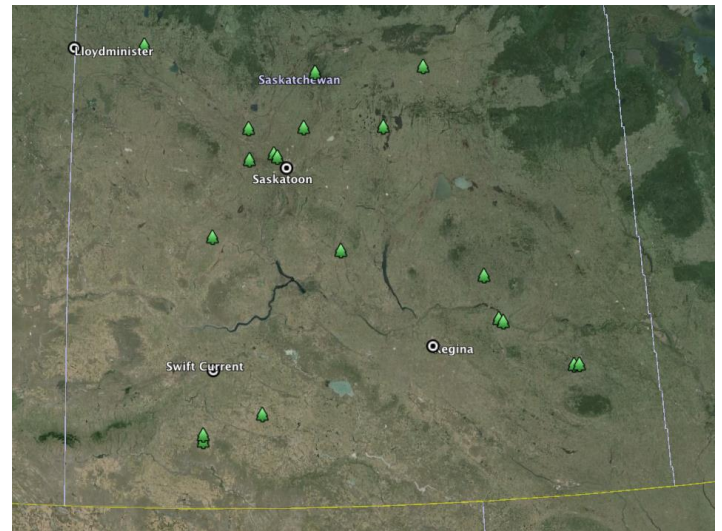 Lloydminister
Saskatchewan
Saskatoon
Swift Current
Regina